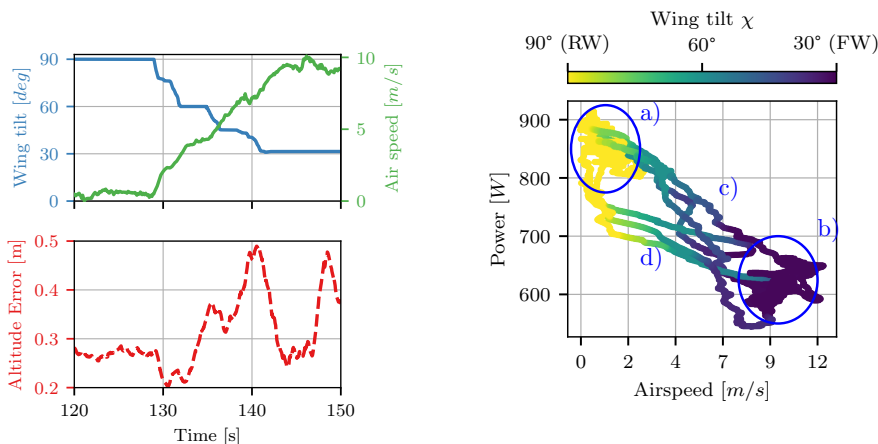 Wing tilt [deg]
90
60
30
0
10
5
0
Air speed [m/s]
Altitude Error [m]
0.5
0.4
0.3
0.2
120
130
140
150
Time [s]
Wing tilt χ
90° (RW)
60°
30° (FW)
Power [W]
900
800
700
600
a)
c)
b)
d)
0
2
4
7
9
12
Airspeed [m/s]